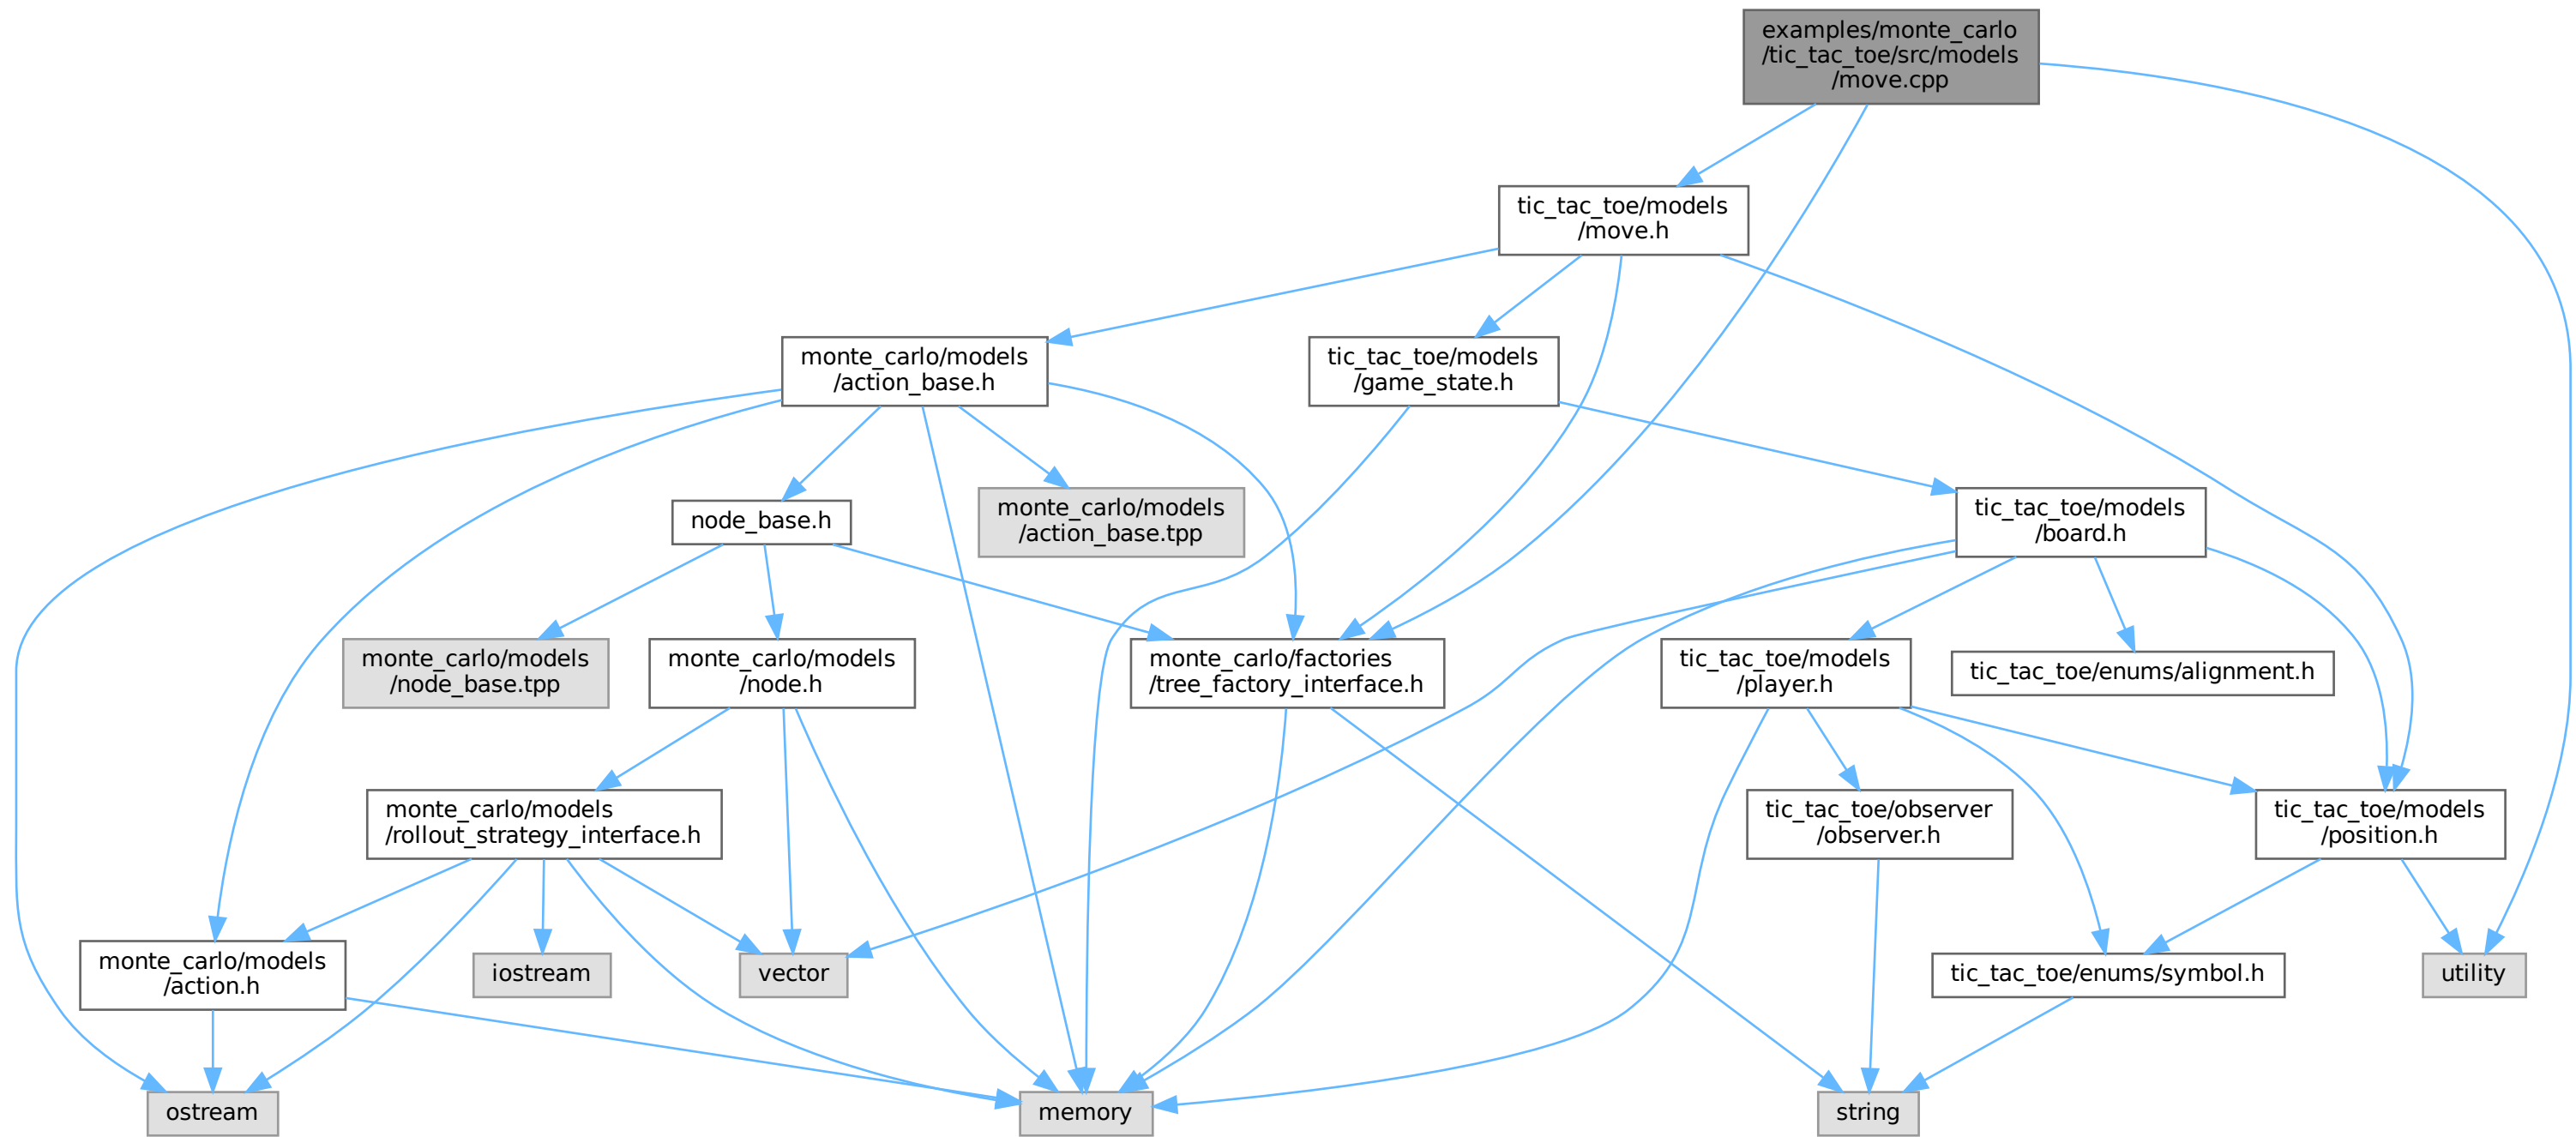 examples/monte_carlo
/tic_tac_toe/src/models
/move.cpp
tic_tac_toe/models
/move.h
monte_carlo/models
/action_base.h
tic_tac_toe/models
/game_state.h
node_base.h
monte_carlo/models
/action_base.tpp
tic_tac_toe/models
/board.h
monte_carlo/models
/node_base.tpp
monte_carlo/models
/node.h
monte_carlo/factories
/tree_factory_interface.h
tic_tac_toe/models
/player.h
tic_tac_toe/enums/alignment.h
monte_carlo/models
/rollout_strategy_interface.h
tic_tac_toe/observer
/observer.h
tic_tac_toe/models
/position.h
monte_carlo/models
/action.h
iostream
vector
tic_tac_toe/enums/symbol.h
utility
ostream
memory
string